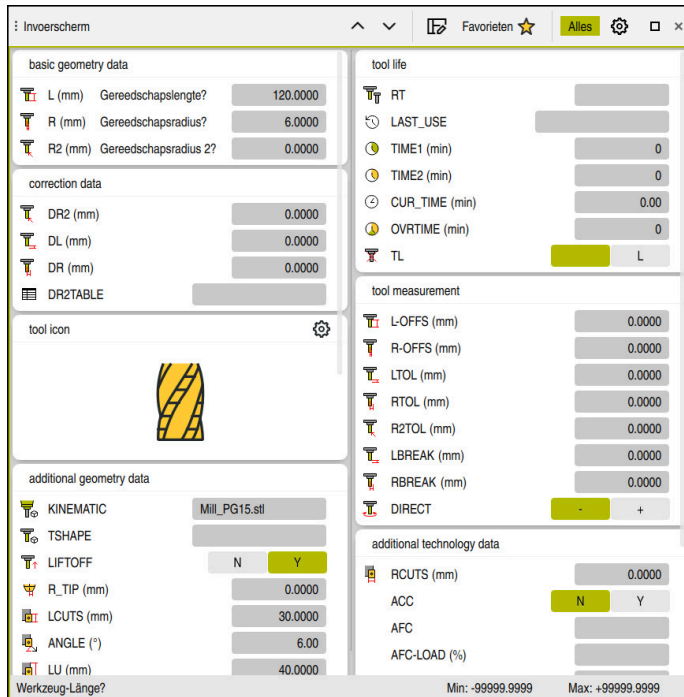 Invoerscherm
Favorieten
Alles
basic geometry data
L (mm) Gereedschapslengte? 120.0000
R (mm) Gereedschapsradius? 6.0000
R2 (mm) Gereedschapsradius 2? 0.0000
correction data
DR2 (mm) 0.0000
DL (mm) 0.0000
DR (mm) 0.0000
DR2TABLE
tool icon
additional geometry data
KINEMATIC Mill_PG15.stl
TSHAPE
LIFTOFF N Y
R_TIP (mm) 0.0000
LCUTS (mm) 30.0000
ANGLE (°) 6.00
LU (mm) 40.0000
tool life
RT
LAST_USE
TIME1 (min) 0
TIME2 (min) 0
CUR_TIME (min) 0.00
OVRTIME (min) 0
TL L
tool measurement
L-OFFS (mm) 0.0000
R-OFFS (mm) 0.0000
LTOL (mm) 0.0000
RTOL (mm) 0.0000
R2TOL (mm) 0.0000
LBREAK (mm) 0.0000
RBREAK (mm) 0.0000
DIRECT - +
additional technology data
RCUTS (mm) 0.0000
ACC N Y
AFC
AFC-LOAD (%)
Werkzeug-Länge? Min: -99999.9999 Max: +99999.9999